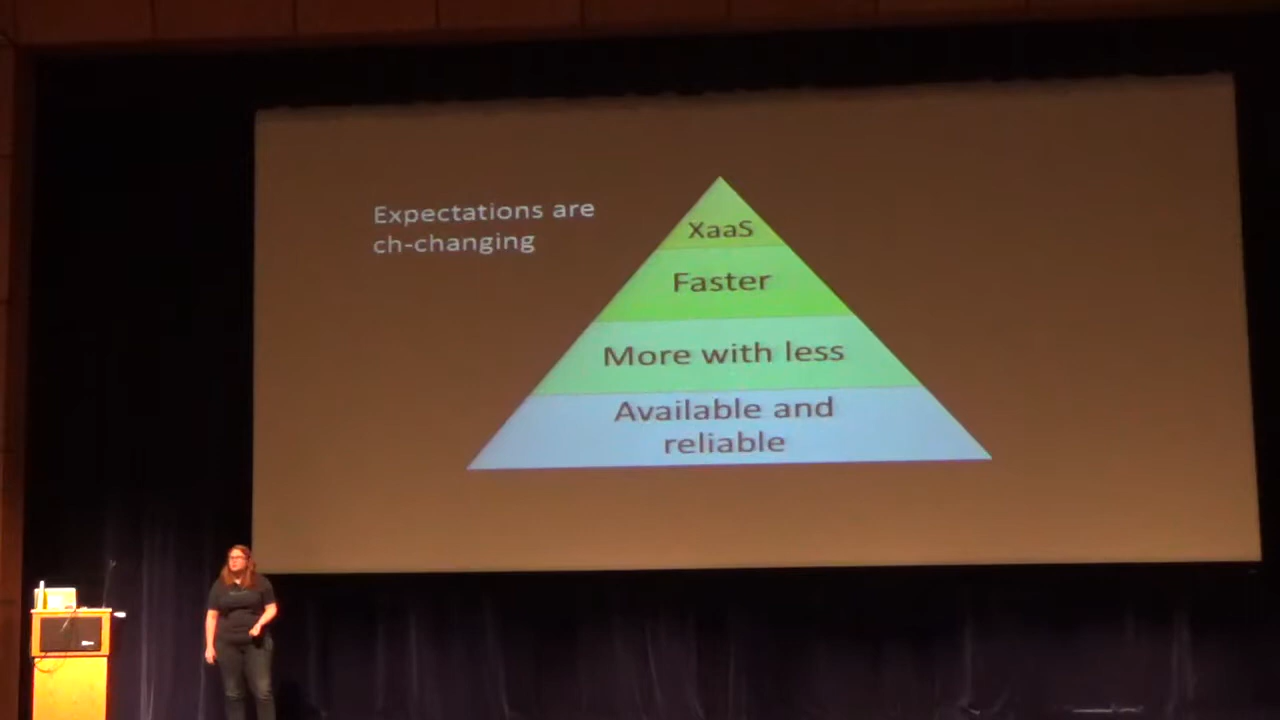 Expectations are
ch-changing
XaaS
Faster
More with less
Available and
reliable